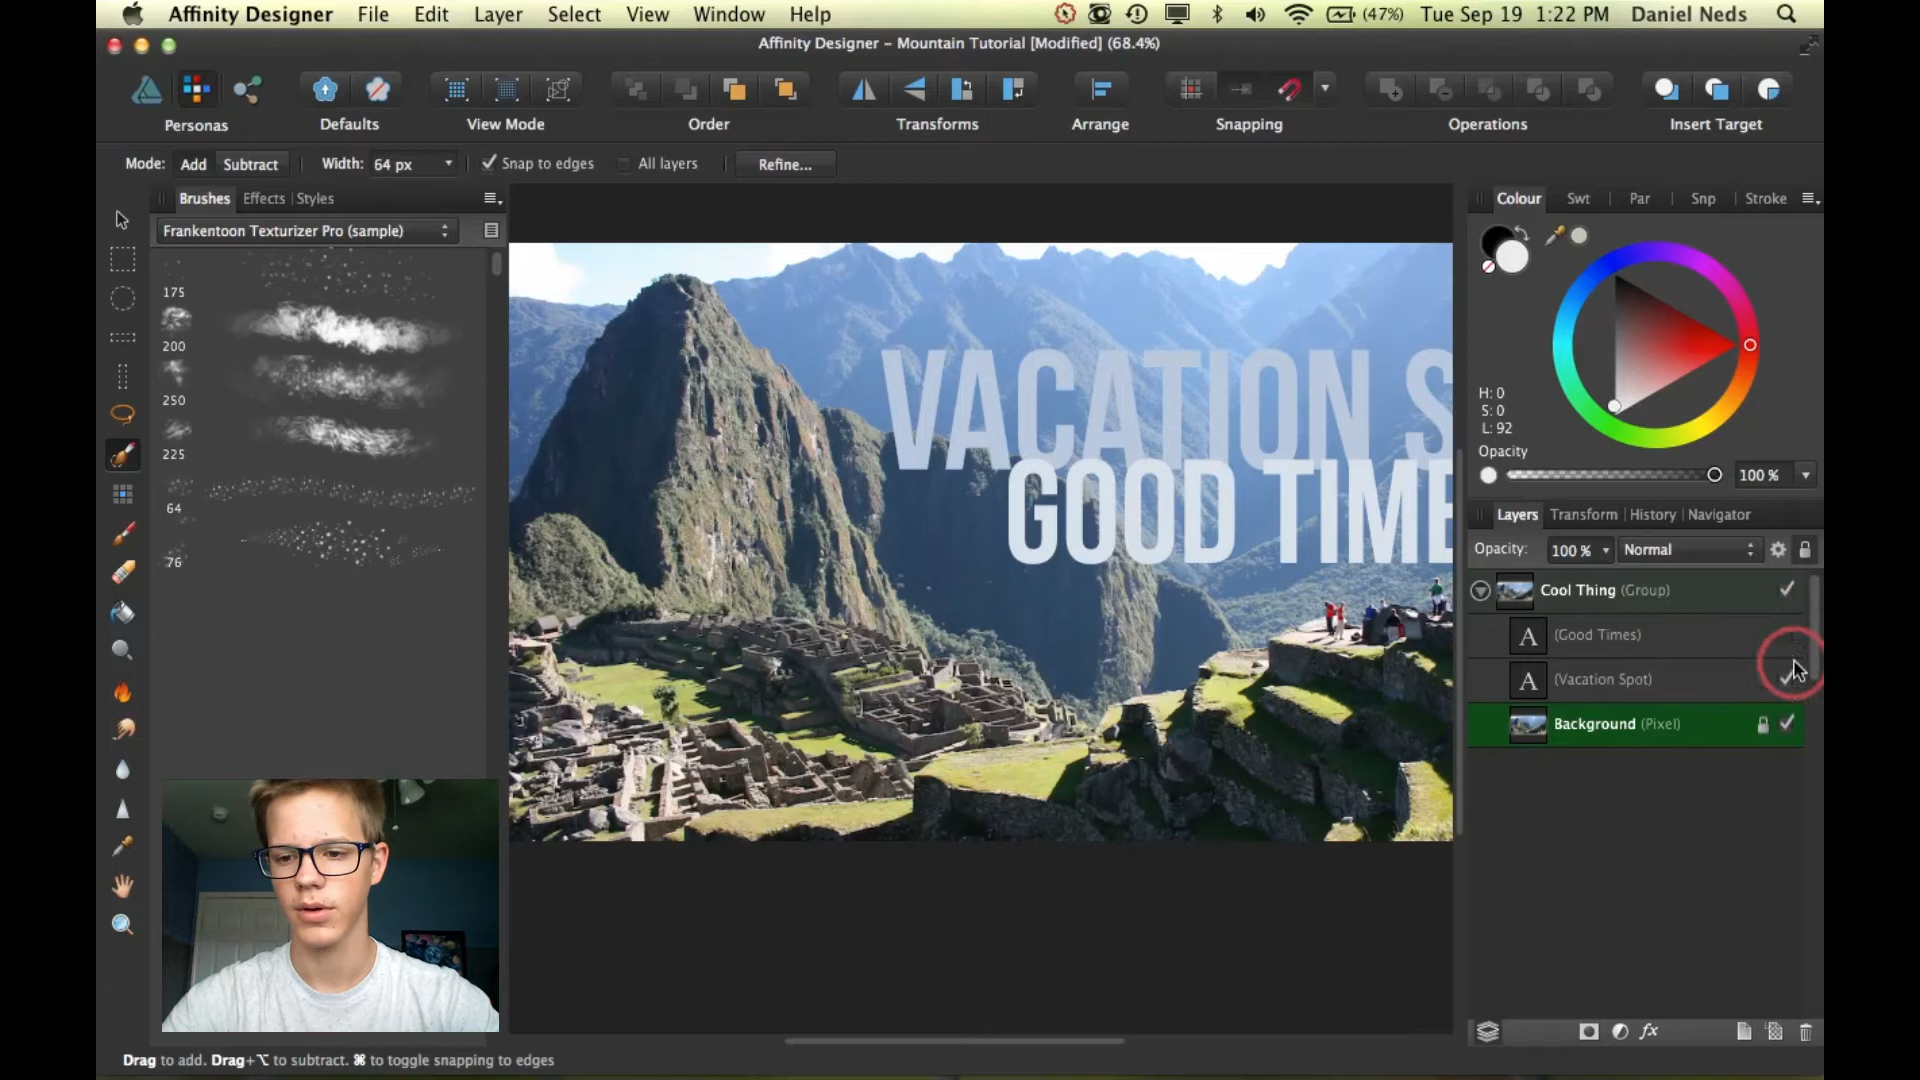 Affinity Designer File Edit Layer Select View Window Help (47%) Tue Sep 19 1:22 PM Daniel Neds
Affinity Designer – Mountain Tutorial [Modified] (68.4%)
Personas Defaults View Mode Order Transforms Arrange Snapping Operations Insert Target
Mode: Add Subtract Width: 64 px Snap to edges All layers Refine...
Brushes Effects Styles
Frankentoon Texturizer Pro (sample)
175
200
250
225
64
76
VACATION S
GOOD TIME
Colour Swt Par Snp Stroke
H: 0
S: 0
L: 92
Opacity
100 %
Layers Transform History Navigator
Opacity: 100 % Normal
Cool Thing (Group)
A (Good Times)
A (Vacation Spot)
Background (Pixel)
fx
Drag to add. Drag+⌥ to subtract. ⌘ to toggle snapping to edges